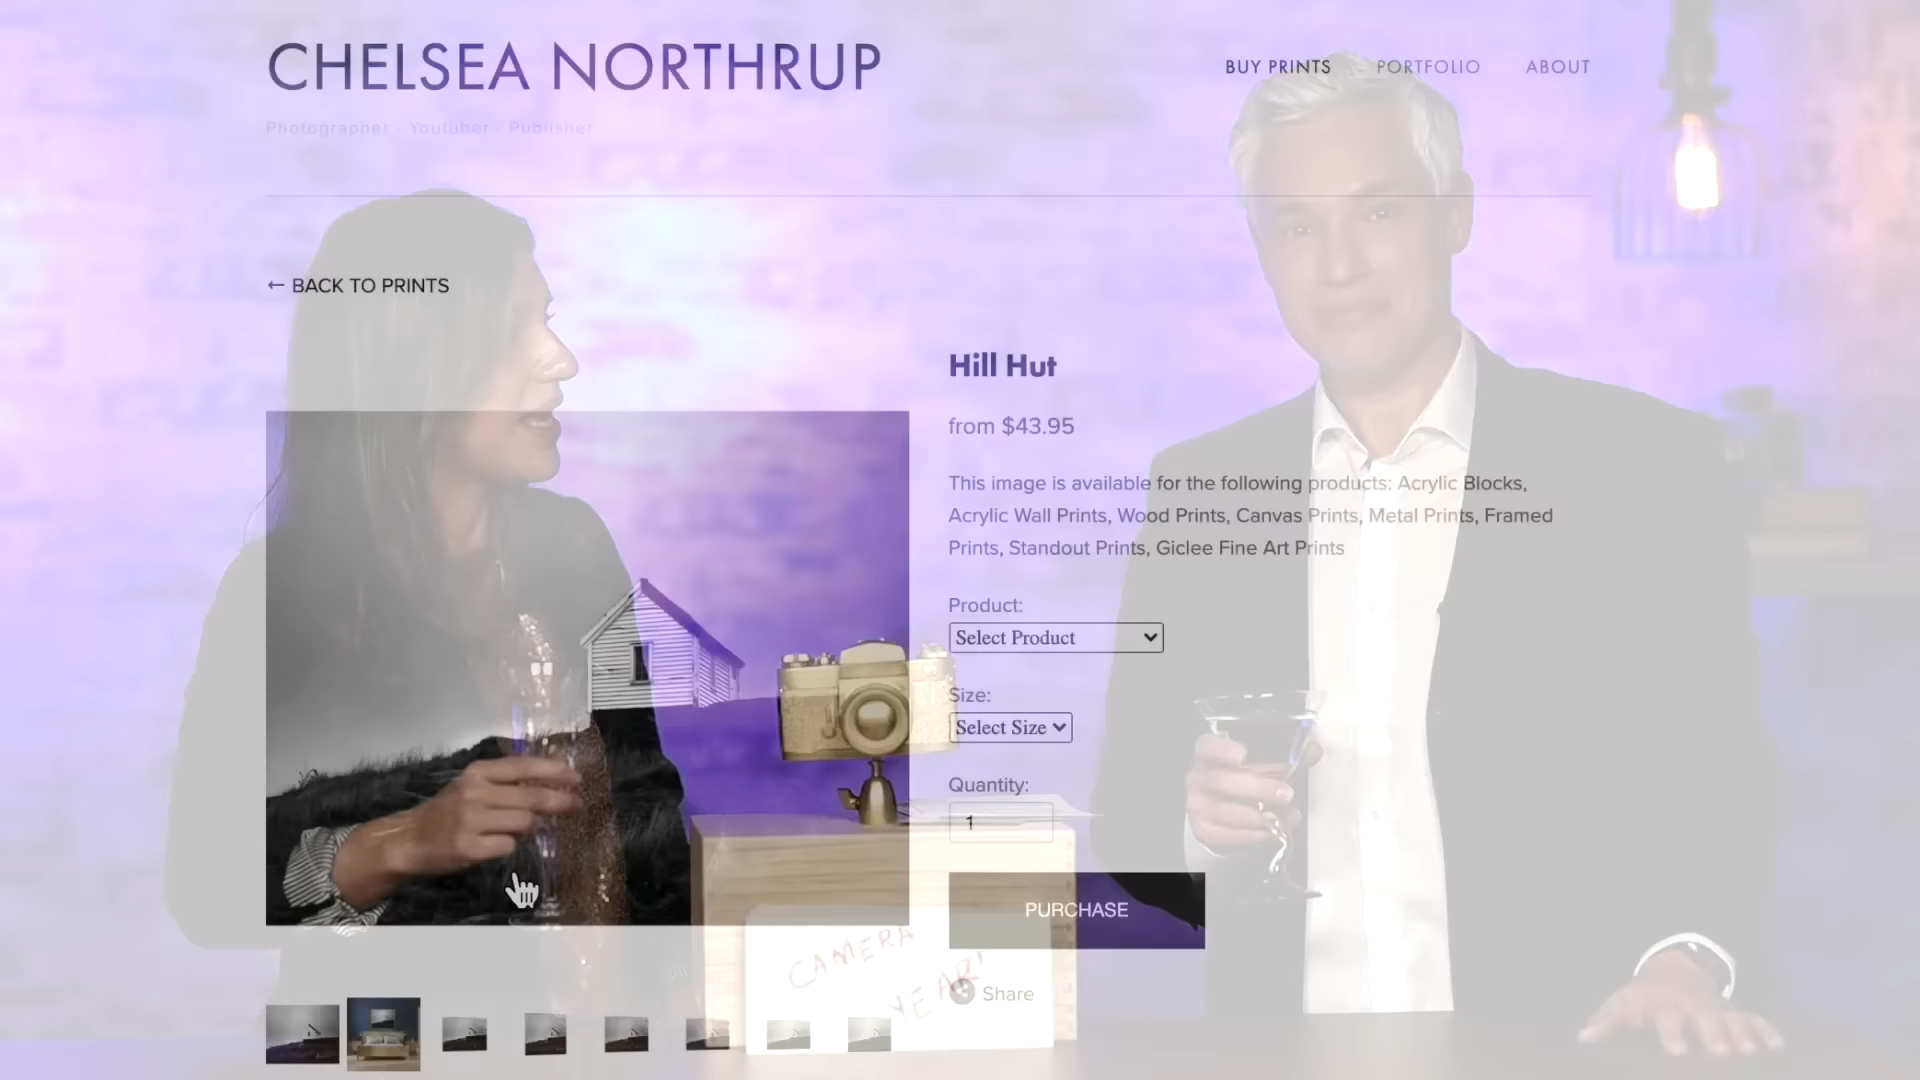 CHELSEA NORTHRUP
BUY PRINTS PORTFOLIO ABOUT
Photographer - Youtuber - Publisher
← BACK TO PRINTS
Hill Hut
from $43.95
This image is available for the following products: Acrylic Blocks,
Acrylic Wall Prints, Wood Prints, Canvas Prints, Metal Prints, Framed
Prints, Standout Prints, Giclee Fine Art Prints
Product:
Select Product
Size:
Select Size
Quantity:
1
PURCHASE
CAMERA
YEAR!
Share